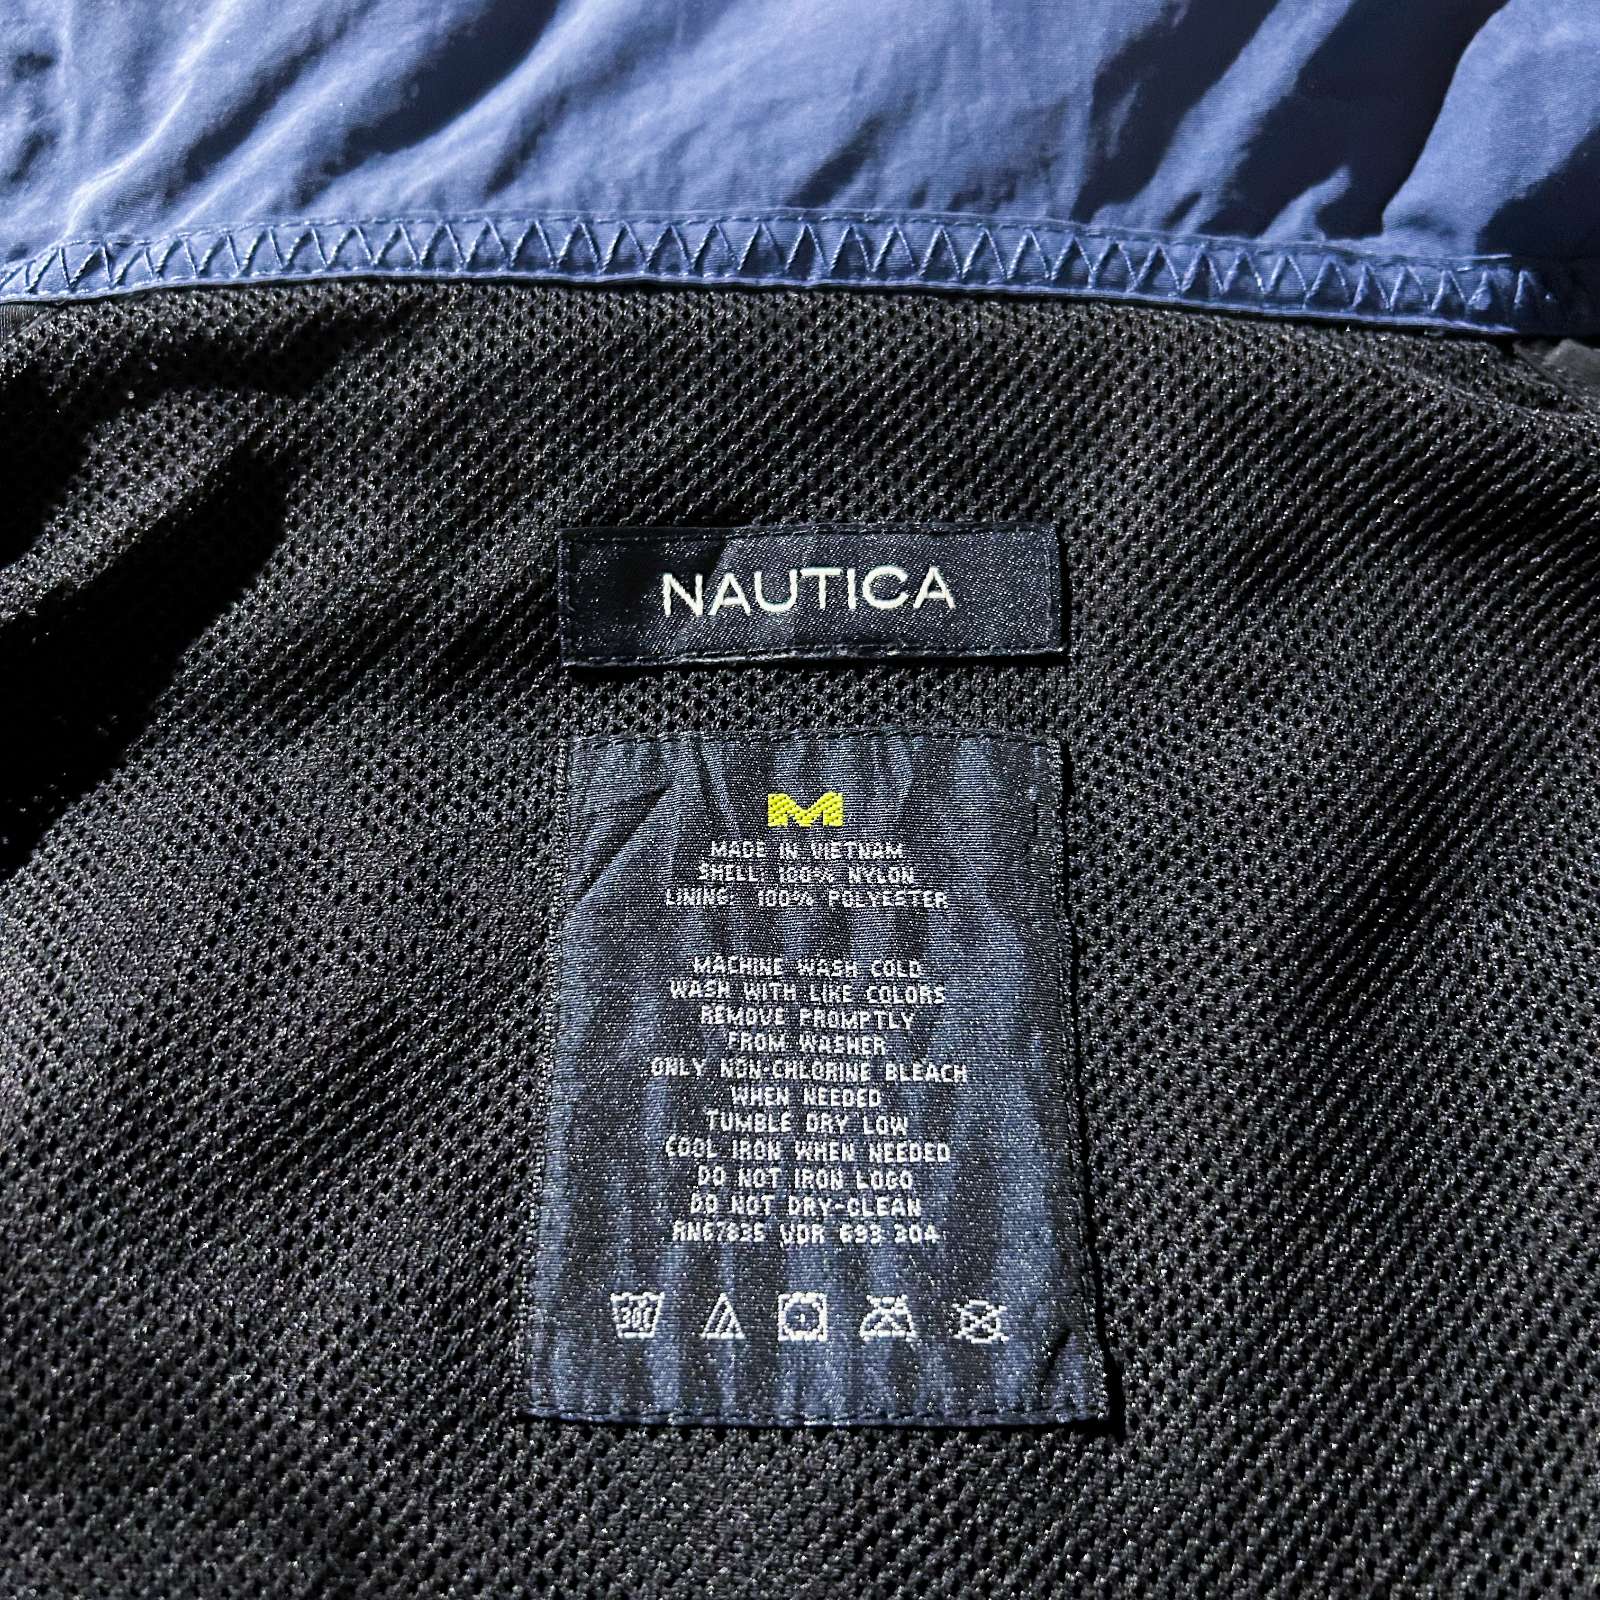 NAUTICA
M
MADE IN VIETNAM
SHELL: 100% NYLON
LINING: 100% POLYESTER
MACHINE WASH COLD
WASH WITH LIKE COLORS
REMOVE PROMPTLY
FROM WASHER
ONLY NON-CHLORINE BLEACH
WHEN NEEDED
TUMBLE DRY LOW
COOL IRON WHEN NEEDED
DO NOT IRON LOGO
DO NOT DRY-CLEAN
RN67835 VDR 693 304